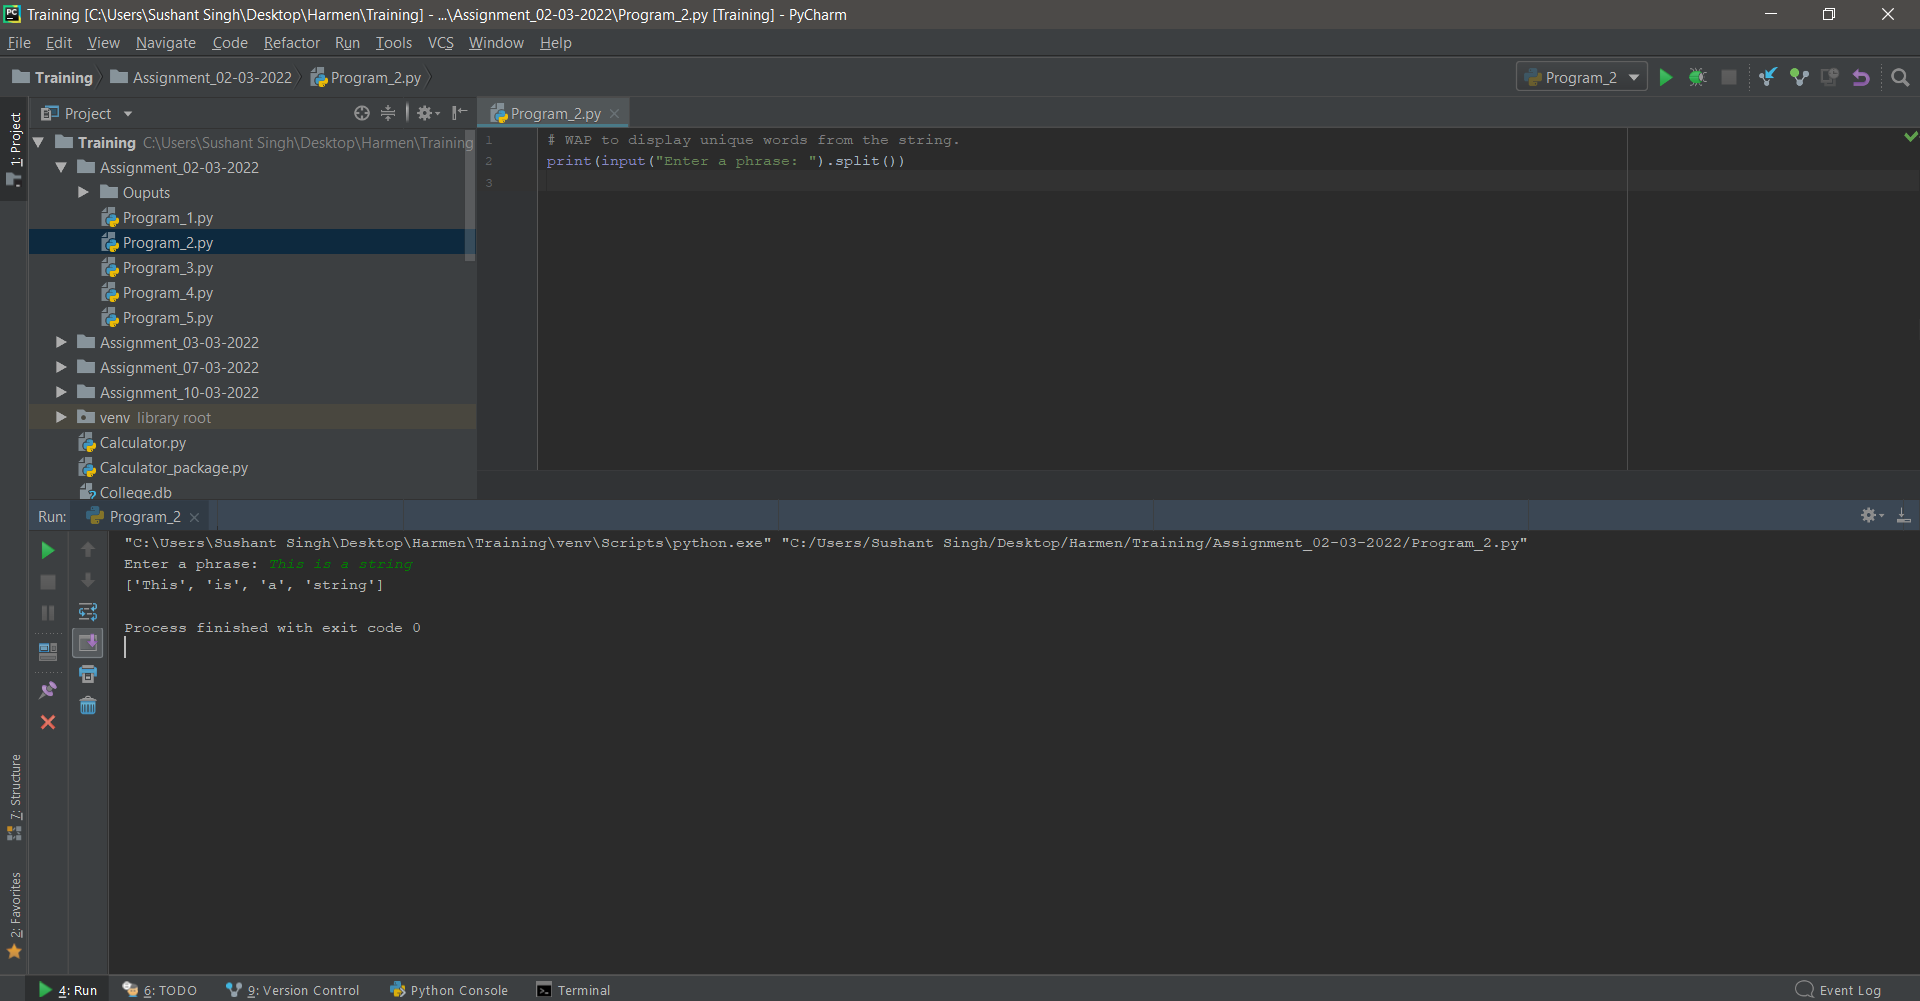 Training [C:\Users\Sushant Singh\Desktop\Harmen\Training] - ...\Assignment_02-03-2022\Program_2.py [Training] - PyCharm
File Edit View Navigate Code Refactor Run Tools VCS Window Help
Training Assignment_02-03-2022 Program_2.py Program_2
Project
Program_2.py
1: Project
Training C:\Users\Sushant Singh\Desktop\Harmen\Training
Assignment_02-03-2022
Ouputs
Program_1.py
Program_2.py
Program_3.py
Program_4.py
Program_5.py
Assignment_03-03-2022
Assignment_07-03-2022
Assignment_10-03-2022
venv library root
Calculator.py
Calculator_package.py
College.db
1 # WAP to display unique words from the string.
2 print(input("Enter a phrase: ").split())
3
Run: Program_2
"C:\Users\Sushant Singh\Desktop\Harmen\Training\venv\Scripts\python.exe" "C:/Users/Sushant Singh/Desktop/Harmen/Training/Assignment_02-03-2022/Program_2.py"
Enter a phrase: This is a string
['This', 'is', 'a', 'string']
Process finished with exit code 0
7: Structure
2: Favorites
4: Run 6: TODO 9: Version Control Python Console Terminal Event Log